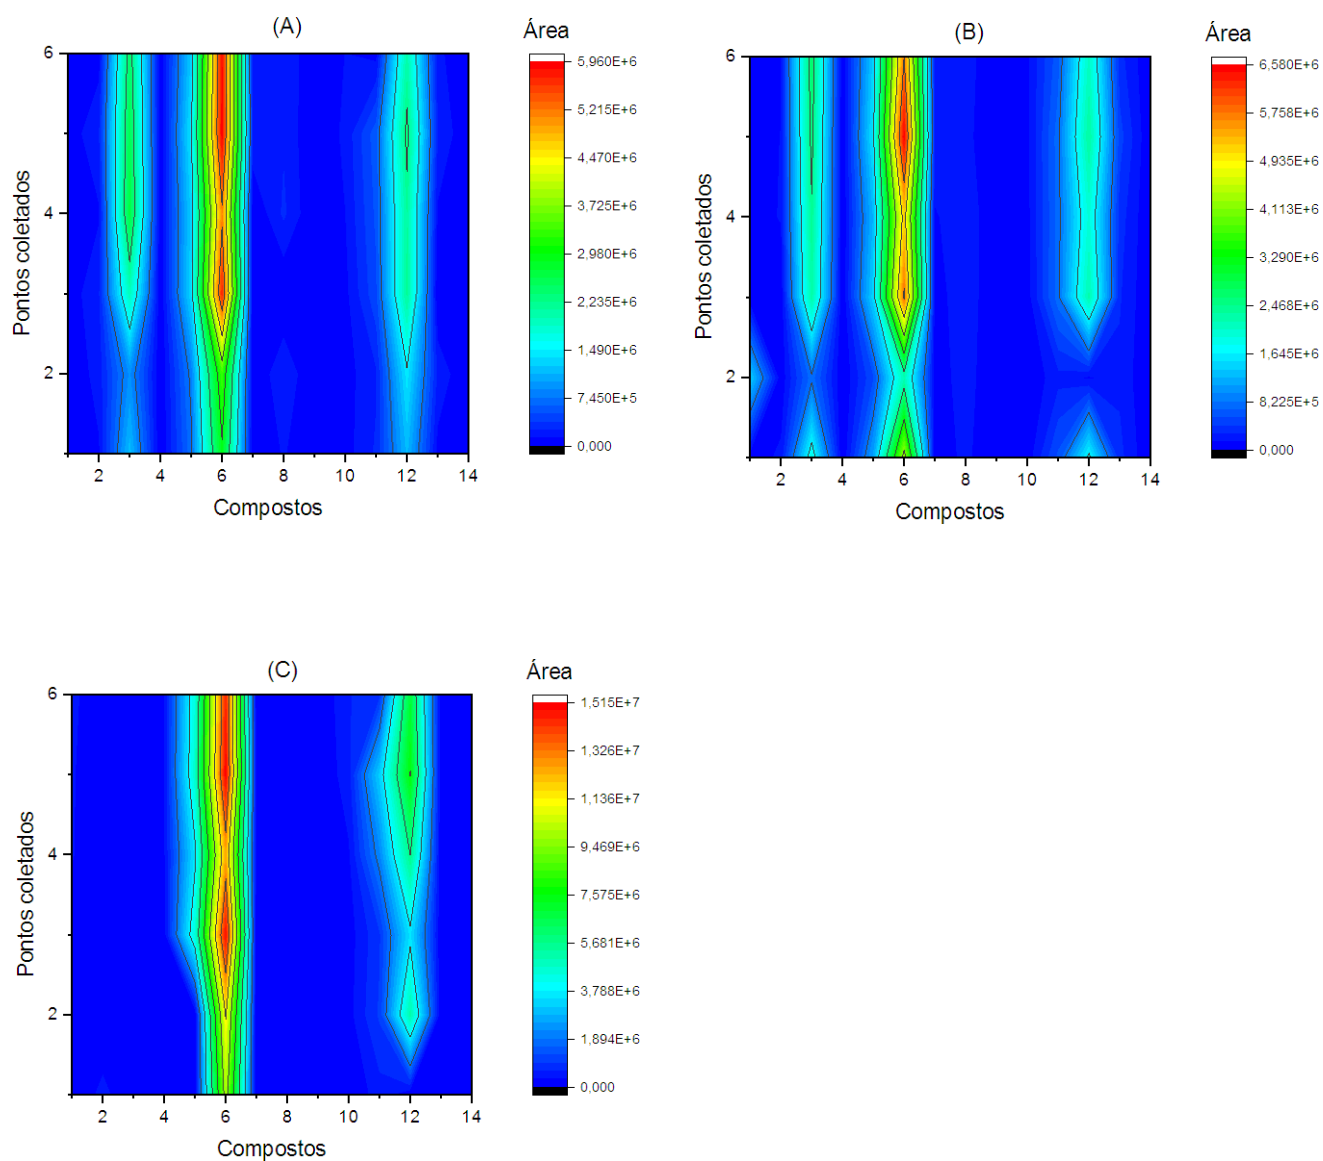 (A)
Área
5,960E+6
5,215E+6
4,470E+6
3,725E+6
2,980E+6
2,235E+6
1,490E+6
7,450E+5
0,000
Pontos coletados
6
4
2
2 4 6 8 10 12 14
Compostos
(B)
Área
6,580E+6
5,758E+6
4,935E+6
4,113E+6
3,290E+6
2,468E+6
1,645E+6
8,225E+5
0,000
Pontos coletados
6
4
2
2 4 6 8 10 12 14
Compostos
(C)
Área
1,515E+7
1,326E+7
1,136E+7
9,469E+6
7,575E+6
5,681E+6
3,788E+6
1,894E+6
0,000
Pontos coletados
6
4
2
2 4 6 8 10 12 14
Compostos